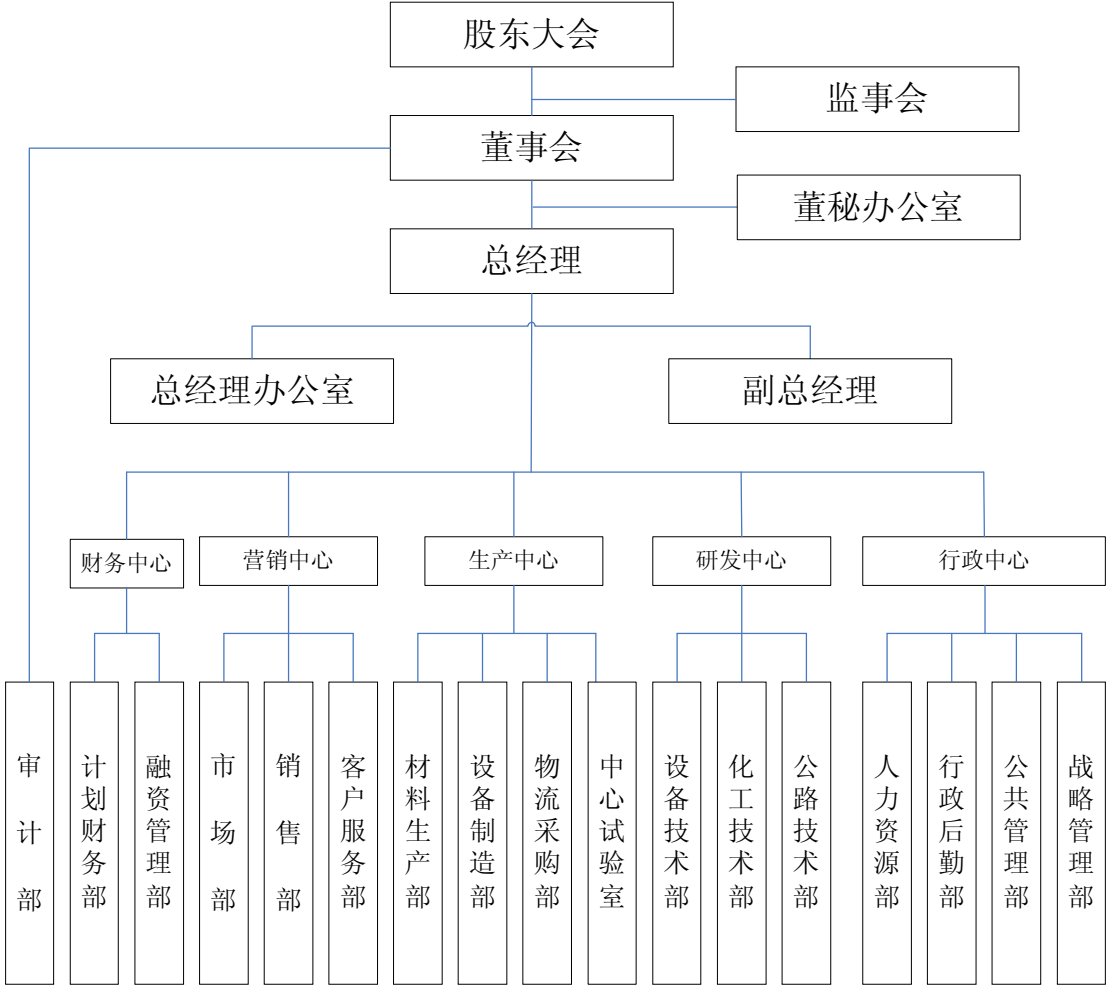 股东大会
监事会
董事会
董秘办公室
总经理
总经理办公室
副总经理
财务中心
营销中心
生产中心
研发中心
行政中心
审计部
计划财务部
融资管理部
市场部
销售部
客户服务部
材料生产部
设备制造部
物流采购部
中心试验室
设备技术部
化工技术部
公路技术部
人力资源部
行政后勤部
公共管理部
战略管理部